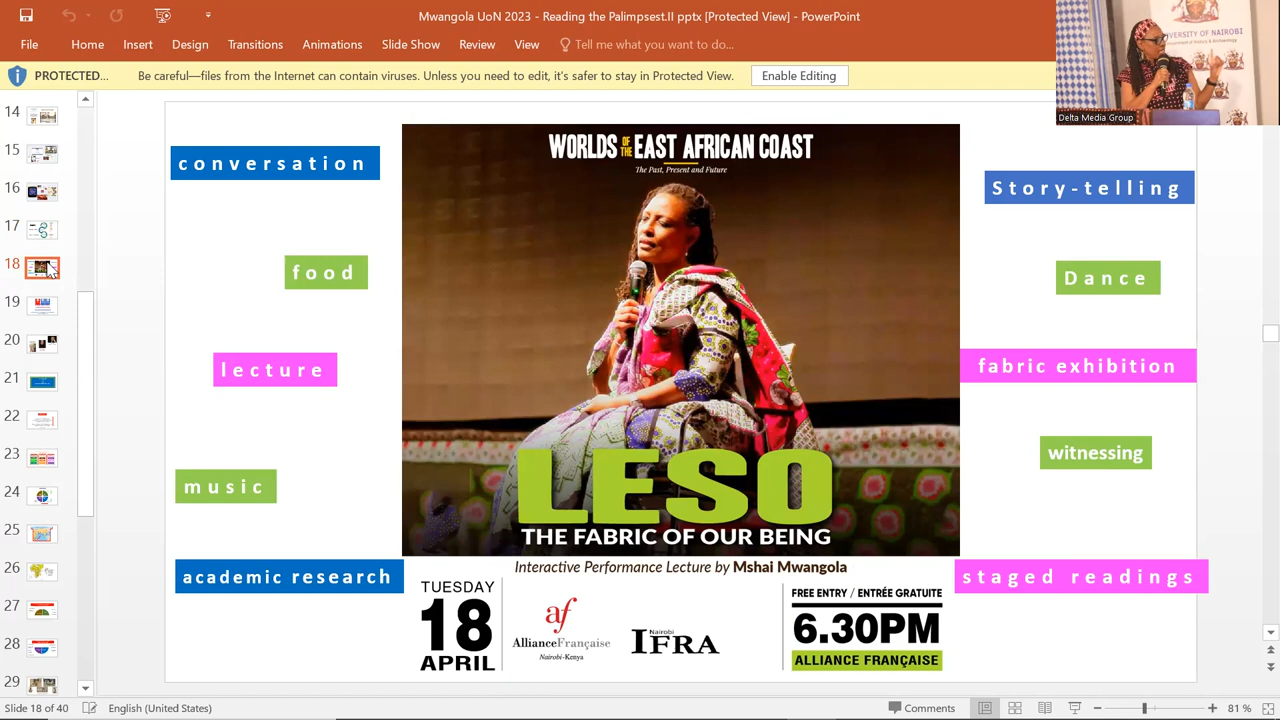 Mwangola UoN 2023 - Reading the Palimpsest.II pptx [Protected View] - PowerPoint
File Home Insert Design Transitions Animations Slide Show Review View Tell me what you want to do...
PROTECTED... Be careful—files from the Internet can contain viruses. Unless you need to edit, it's safer to stay in Protected View. Enable Editing
UNIVERSITY OF NAIROBI
Delta Media Group
14
15
6
7
18
19
20
21
22
23
24
25
26
27
28
29
conversation
food
lecture
music
academic research
WORLDS OF THE EAST AFRICAN COAST
The Past, Present and Future
LESO
THE FABRIC OF OUR BEING
Interactive Performance Lecture by Mshai Mwangola
TUESDAY
18
APRIL
af
AllianceFrançaise
Nairobi-Kenya
Nairobi
IFRA
FREE ENTRY / ENTRÉE GRATUITE
6.30PM
ALLIANCE FRANÇAISE
Story-telling
Dance
fabric exhibition
witnessing
staged readings
Slide 18 of 40 English (United States) Comments 81 %